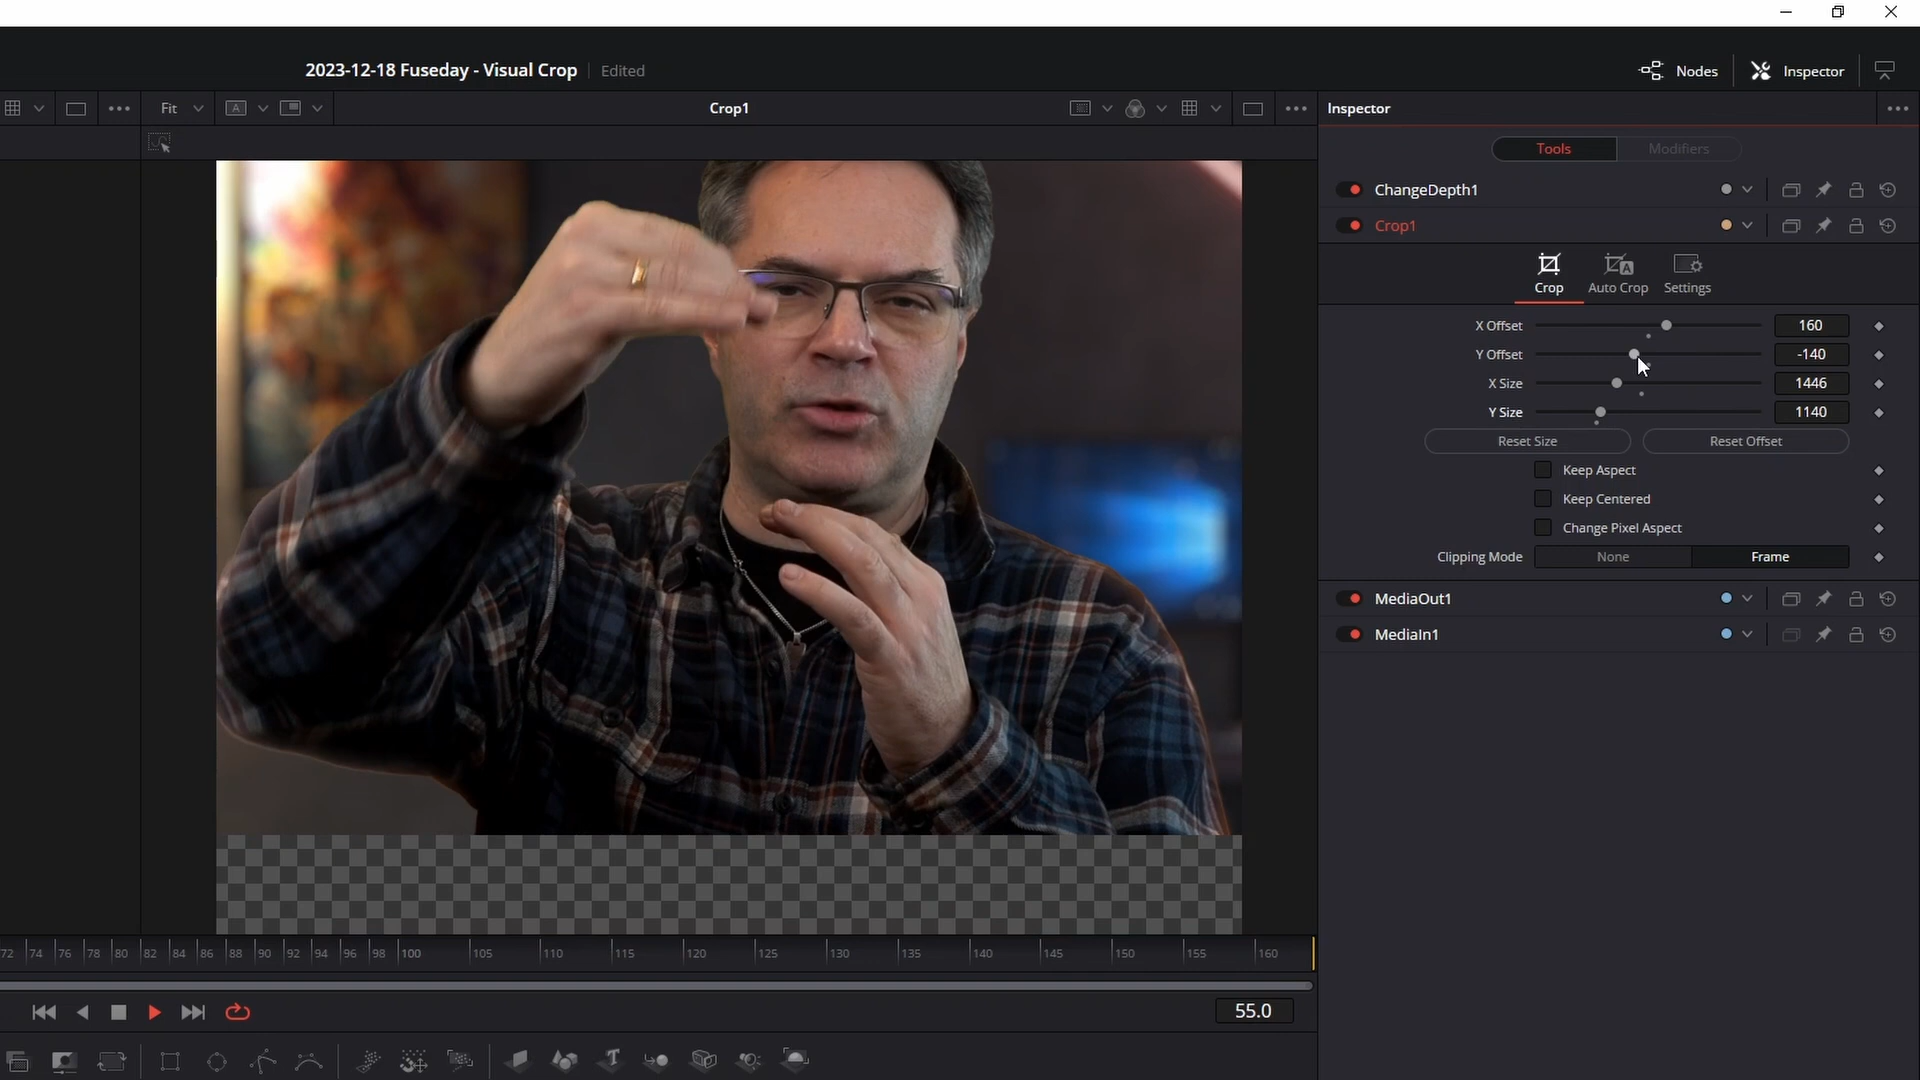 2023-12-18 Fuseday - Visual Crop Edited
Nodes Inspector
Fit A Crop1 Inspector
Tools Modifiers
ChangeDepth1
Crop1
Crop Auto Crop Settings
X Offset 160
Y Offset -140
X Size 1446
Y Size 1140
Reset Size Reset Offset
Keep Aspect
Keep Centered
Change Pixel Aspect
Clipping Mode None Frame
MediaOut1
MediaIn1
72 74 76 78 80 82 84 86 88 90 92 94 96 98 100 105 110 115 120 125 130 135 140 145 150 155 160
55.0
T